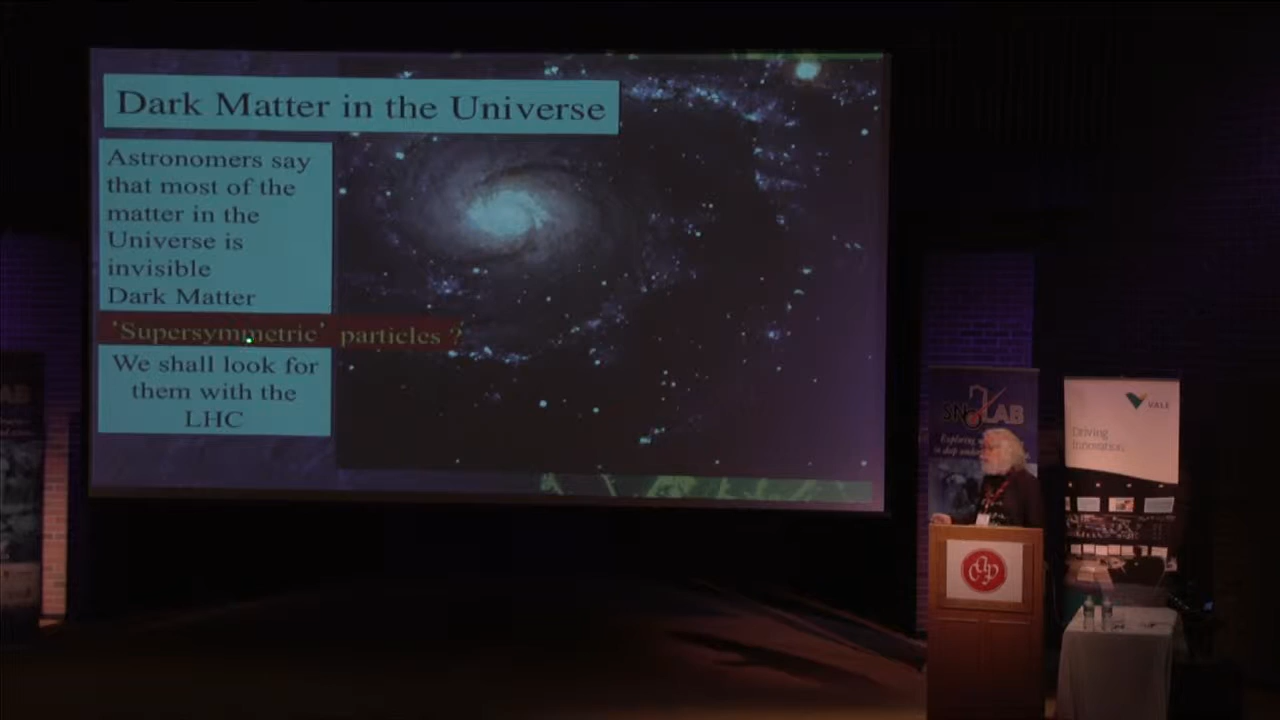 Dark Matter in the Universe
Astronomers say
that most of the
matter in the
Universe is
invisible
Dark Matter
'Supersymmetric' particles ?
We shall look for
them with the
LHC
SNOLAB
VALE
Driving
Innovation.
cap